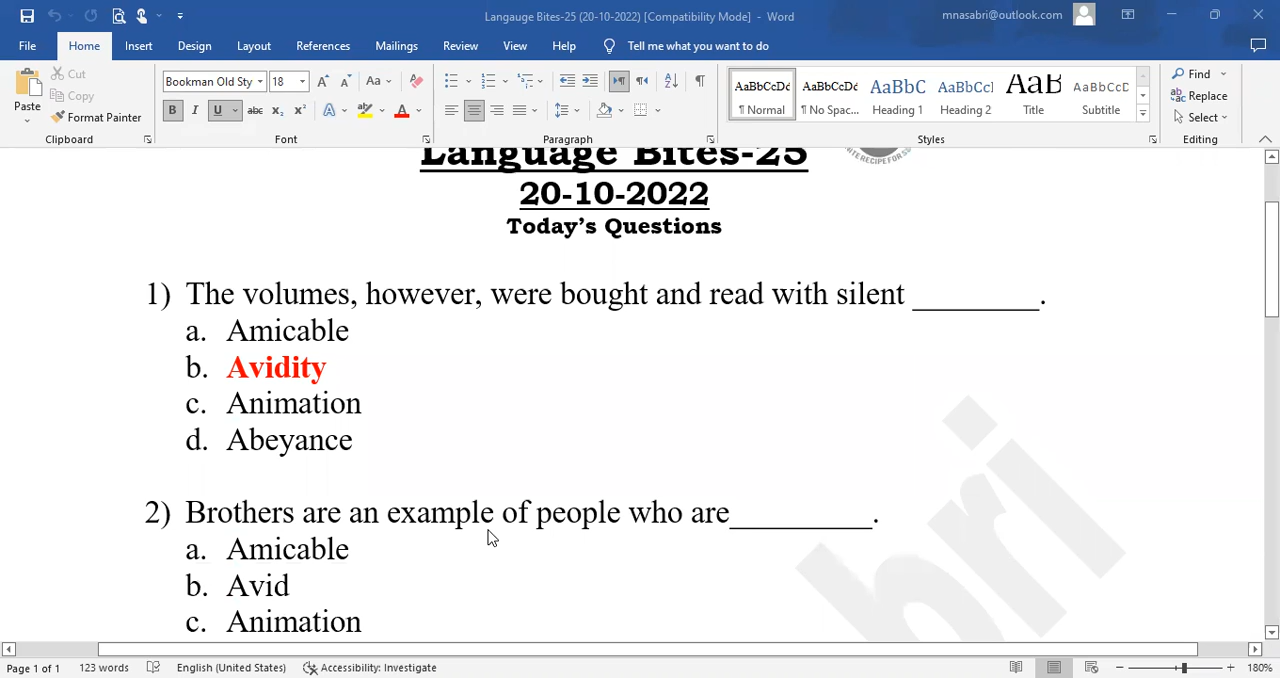 Langauge Bites-25 (20-10-2022) [Compatibility Mode] - Word
mnasabri@outlook.com
File Home Insert Design Layout References Mailings Review View Help Tell me what you want to do
Paste
Cut
Copy
Format Painter
Clipboard
Bookman Old Sty 18
Font
Paragraph
AaBbCcDd AaBbCcDd AaBbC AaBbCcL AaB AaBbCcD
¶ Normal ¶ No Spac... Heading 1 Heading 2 Title Subtitle
Styles
Find
Replace
Select
Editing
Language Bites-25
20-10-2022
Today's Questions
1) The volumes, however, were bought and read with silent ________.
a. Amicable
b. Avidity
c. Animation
d. Abeyance
2) Brothers are an example of people who are_________.
a. Amicable
b. Avid
c. Animation
Page 1 of 1 123 words English (United States) Accessibility: Investigate 180%